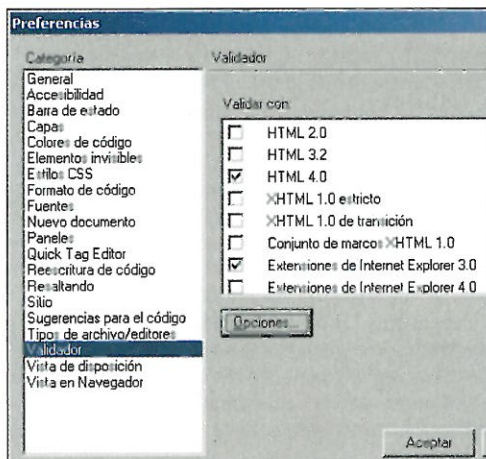 Preferencias
Categoría
General
Accesibilidad
Barra de estado
Capas
Colores de código
Elementos invisibles
Estilos CSS
Formato de código
Fuentes
Nuevo documento
Paneles
Quick Tag Editor
Reescritura de código
Resaltando
Sitio
Sugerencias para el código
Tipos de archivo/editores
Validador
Vista de disposición
Vista en Navegador
Validador
Validar con:
HTML 2.0
HTML 3.2
HTML 4.0
XHTML 1.0 estricto
XHTML 1.0 de transición
Conjunto de marcos XHTML 1.0
Extensiones de Internet Explorer 3.0
Extensiones de Internet Explorer 4.0
Opciones...
Aceptar